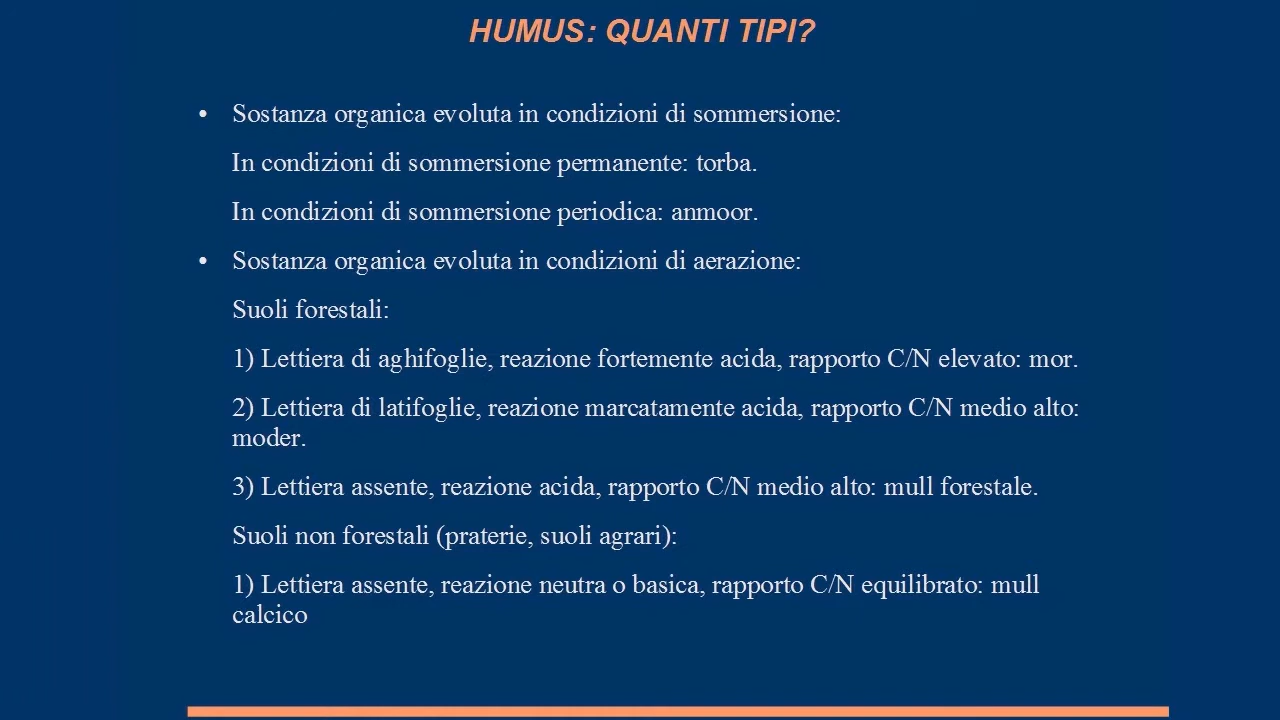 HUMUS: QUANTI TIPI?
• Sostanza organica evoluta in condizioni di sommersione:
In condizioni di sommersione permanente: torba.
In condizioni di sommersione periodica: anmoor.
• Sostanza organica evoluta in condizioni di aerazione:
Suoli forestali:
1) Lettiera di aghifoglie, reazione fortemente acida, rapporto C/N elevato: mor.
2) Lettiera di latifoglie, reazione marcatamente acida, rapporto C/N medio alto:
moder.
3) Lettiera assente, reazione acida, rapporto C/N medio alto: mull forestale.
Suoli non forestali (praterie, suoli agrari):
1) Lettiera assente, reazione neutra o basica, rapporto C/N equilibrato: mull
calcico